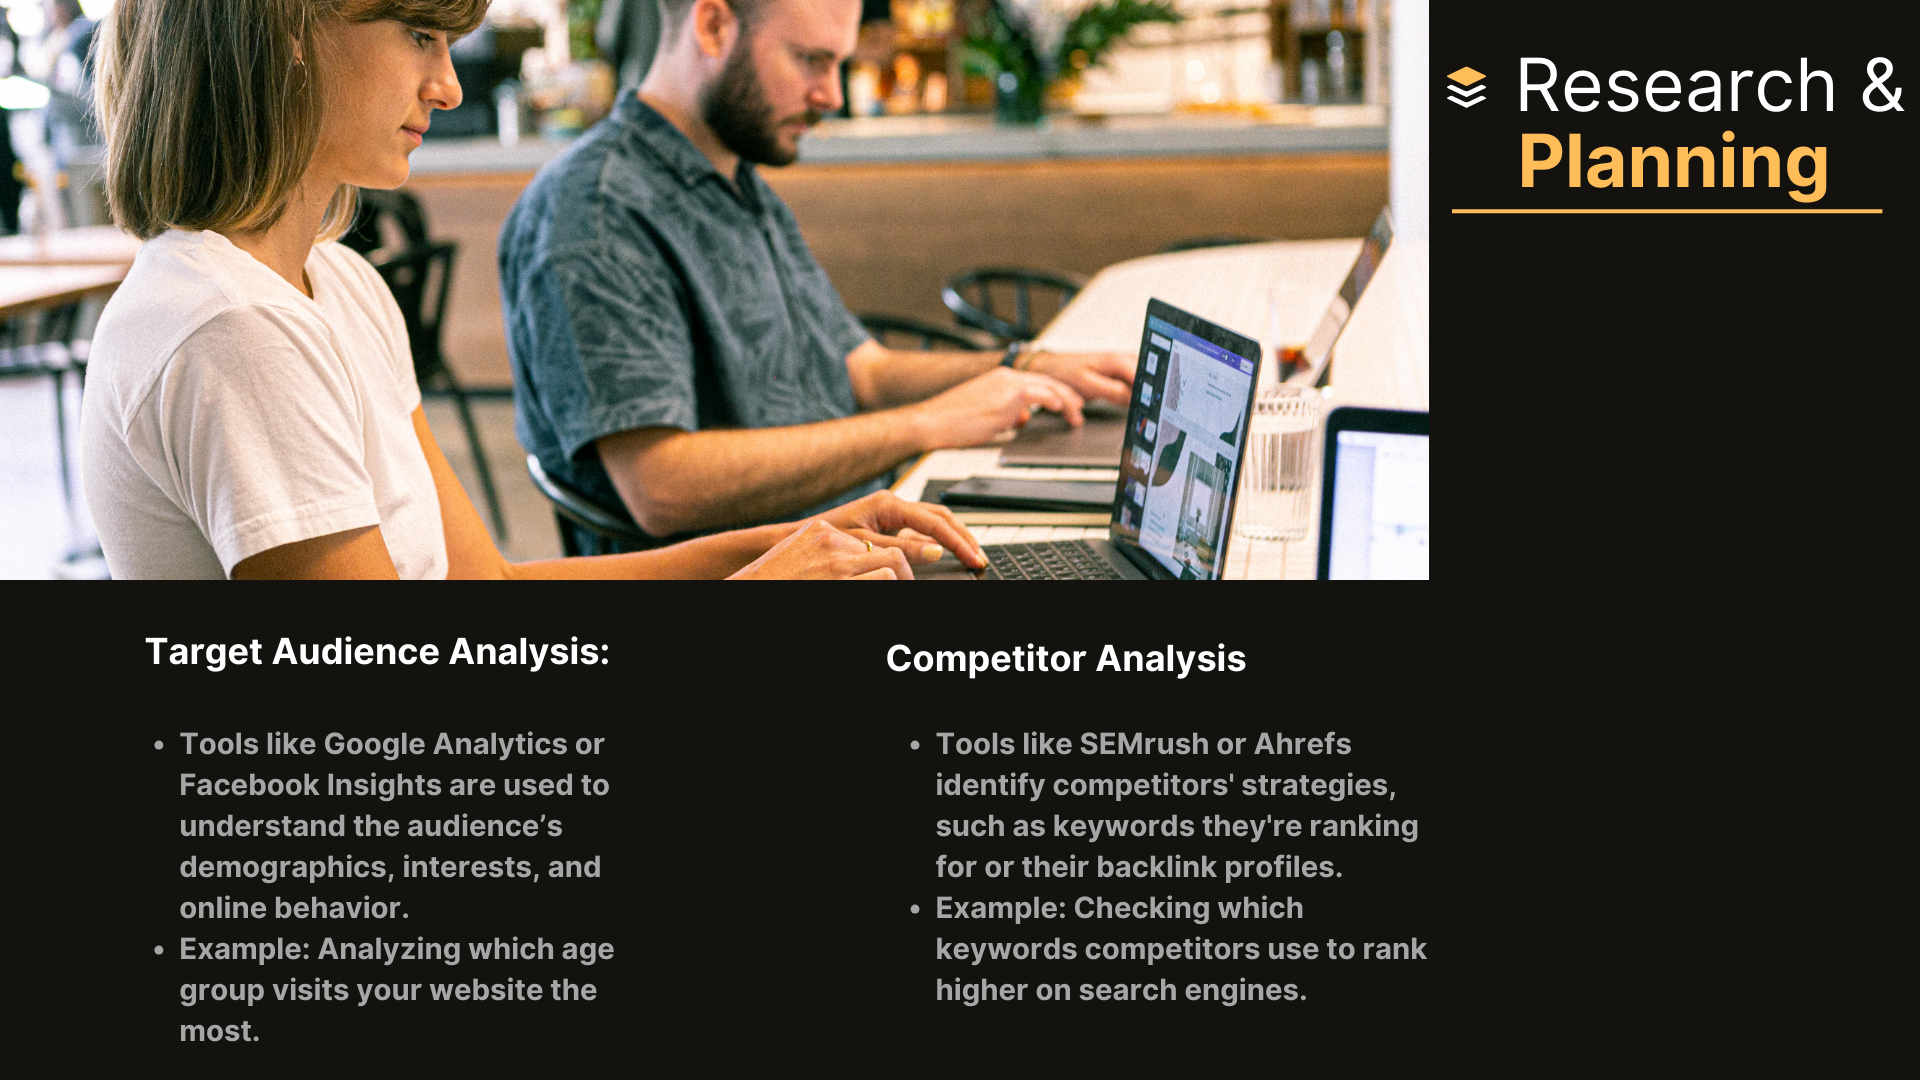 Research &
Planning
Target Audience Analysis:
• Tools like Google Analytics or
Facebook Insights are used to
understand the audience’s
demographics, interests, and
online behavior.
• Example: Analyzing which age
group visits your website the
most.
Competitor Analysis
• Tools like SEMrush or Ahrefs
identify competitors' strategies,
such as keywords they're ranking
for or their backlink profiles.
• Example: Checking which
keywords competitors use to rank
higher on search engines.